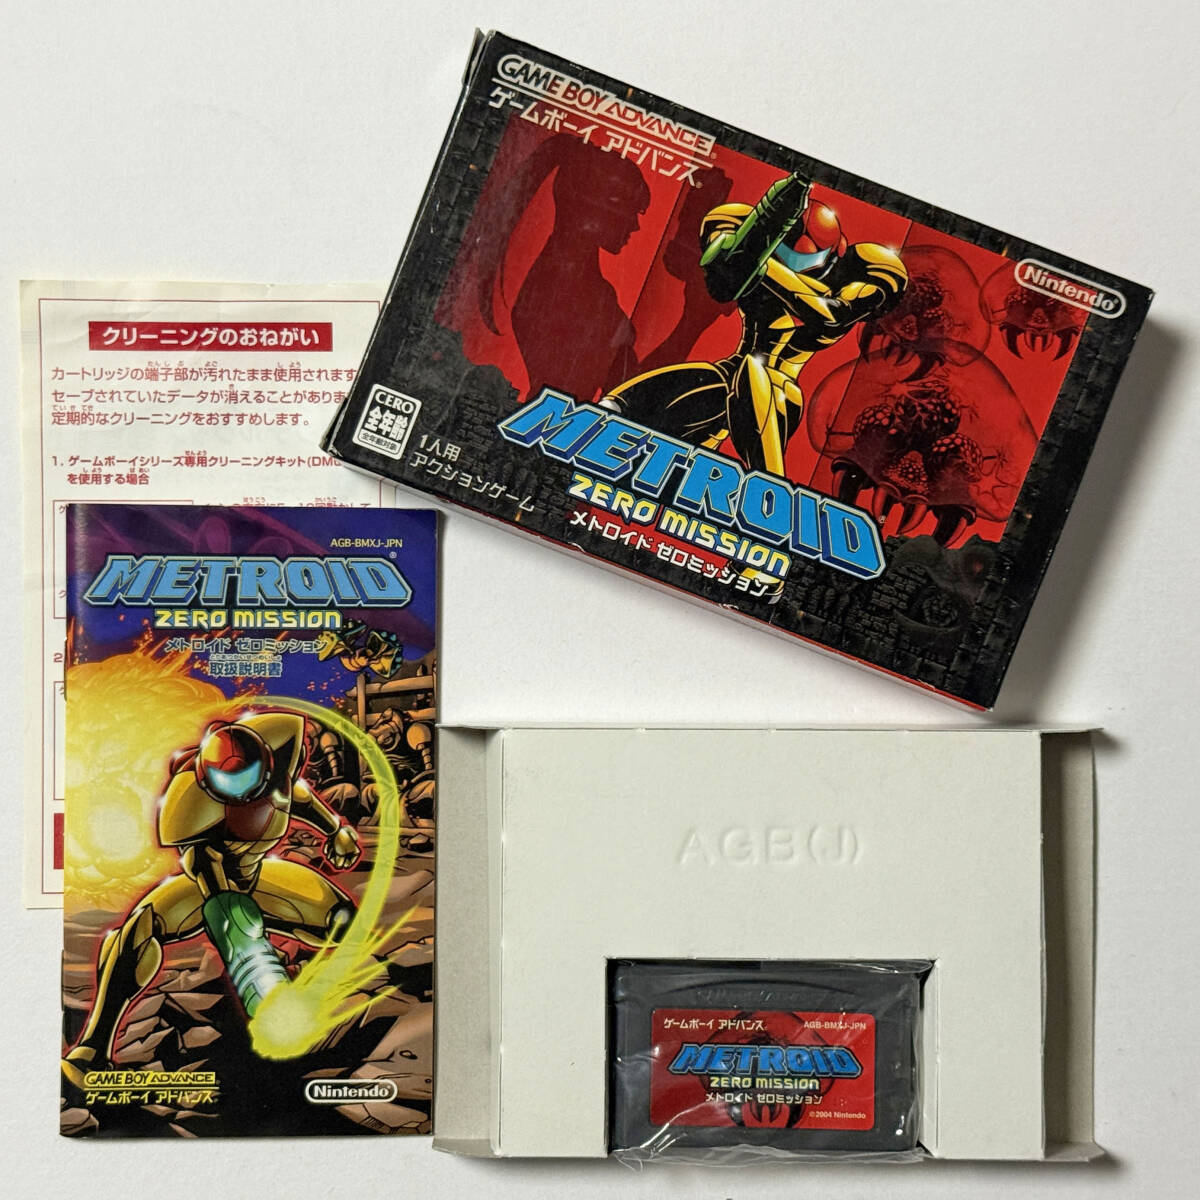 GAME BOY ADVANCE
ゲームボーイ アドバンス
Nintendo
CERO
全年齢
全年齢対象
1人用
アクションゲーム
METROID
ZERO MISSION
メトロイド ゼロミッション
クリーニングのおねがい
カートリッジの端子部が汚れたまま使用されます
セーブされていたデータが消えることがありま
定期的なクリーニングをおすすめします。
1. ゲームボーイシリーズ専用クリーニングキット(DMG
を使用する場合
AGB-BMXJ-JPN
METROID
ZERO MISSION
メトロイド ゼロミッション
取扱説明書
GAME BOY ADVANCE
ゲームボーイ アドバンス
Nintendo
AGB(J)
ゲームボーイ アドバンス
AGB-BMXJ-JPN
METROID
ZERO MISSION
メトロイド ゼロミッション
©2004 Nintendo